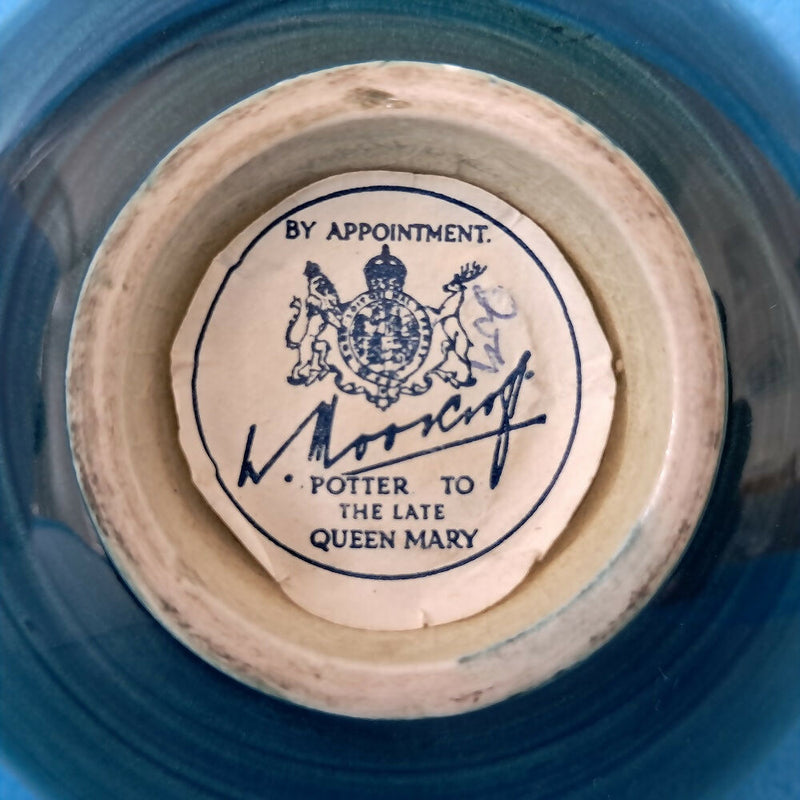 BY APPOINTMENT.
W. Moorcroft.
POTTER TO
THE LATE
QUEEN MARY